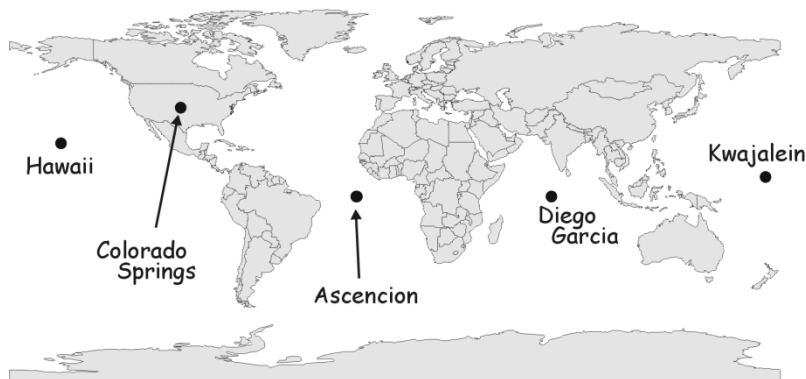 Hawaii
Colorado
Springs
Ascencion
Diego
Garcia
Kwajalein